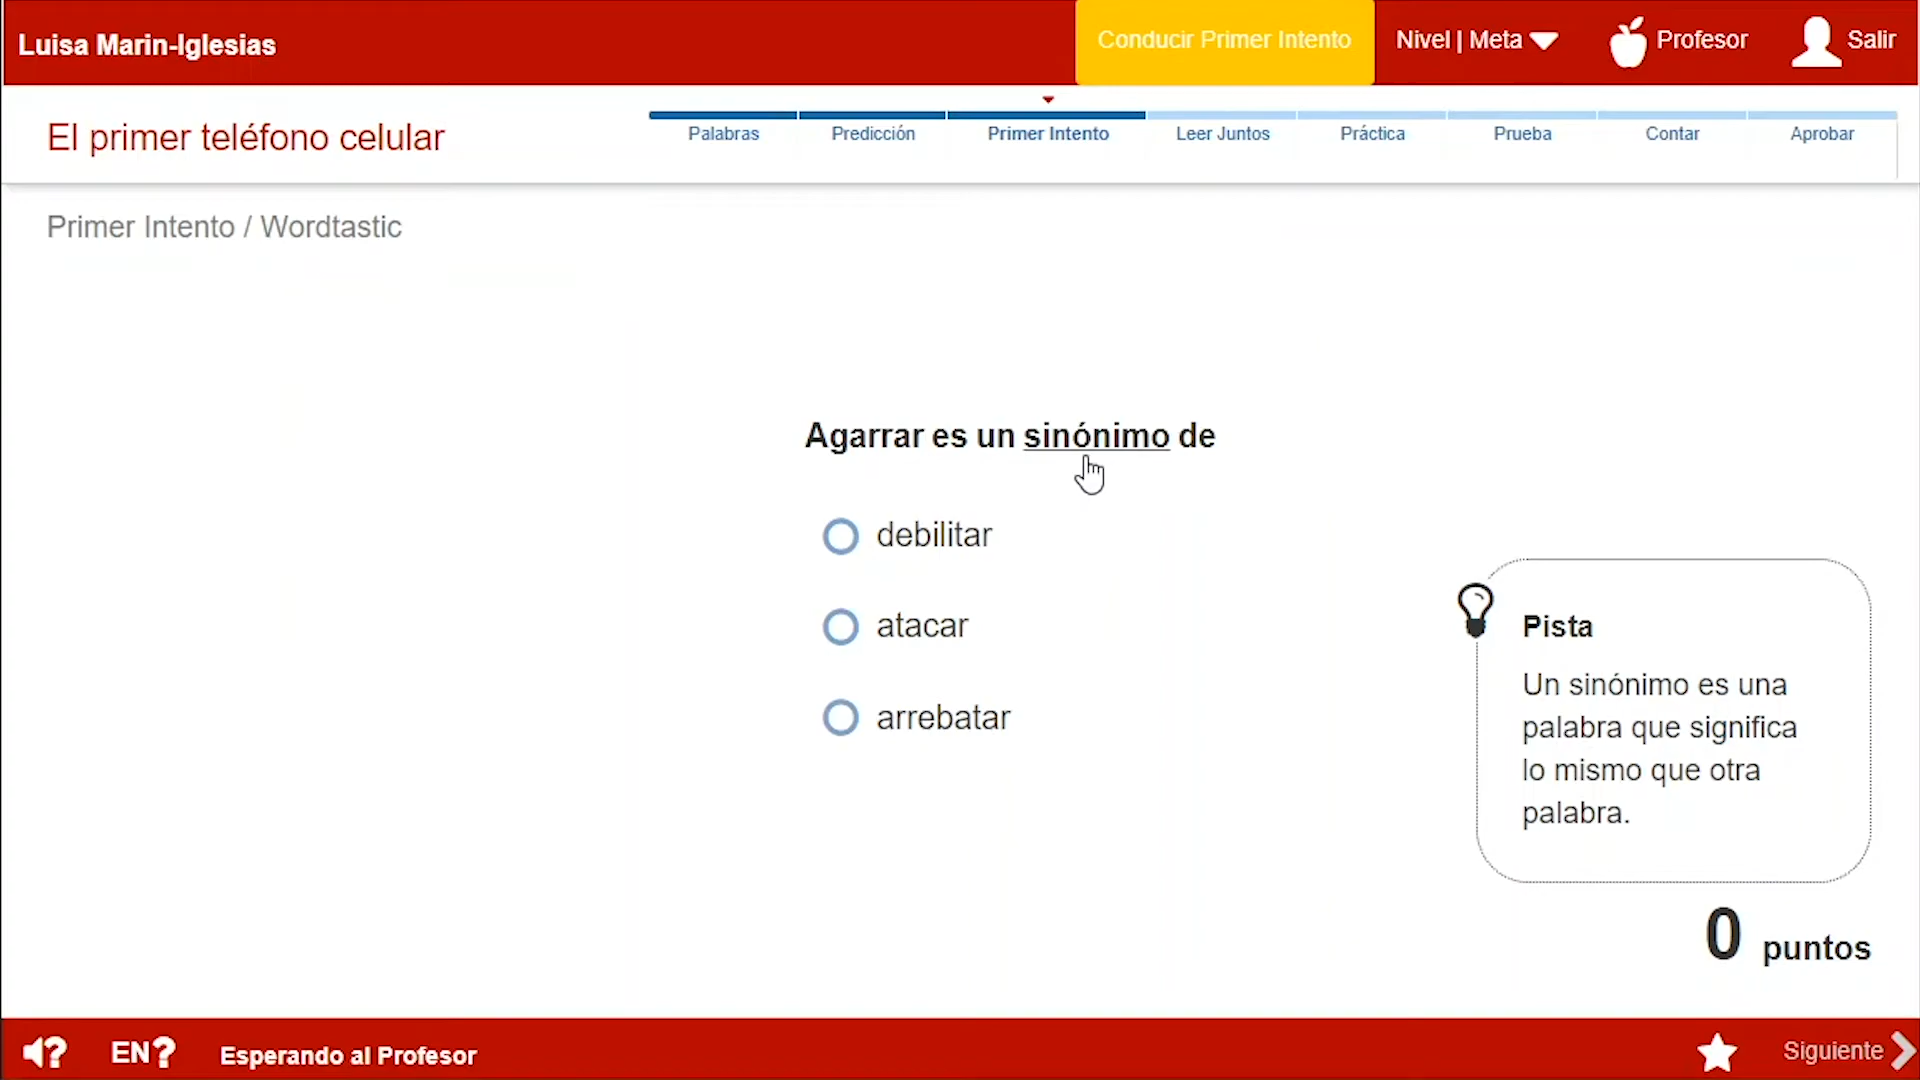 Luisa Marin-Iglesias
Conducir Primer Intento
Nivel | Meta
Profesor
Salir
El primer teléfono celular
Palabras
Predicción
Primer Intento
Leer Juntos
Práctica
Prueba
Contar
Aprobar
Primer Intento / Wordtastic
Agarrar es un sinónimo de
debilitar
atacar
arrebatar
Pista
Un sinónimo es una
palabra que significa
lo mismo que otra
palabra.
0 puntos
?
EN?
Esperando al Profesor
Siguiente